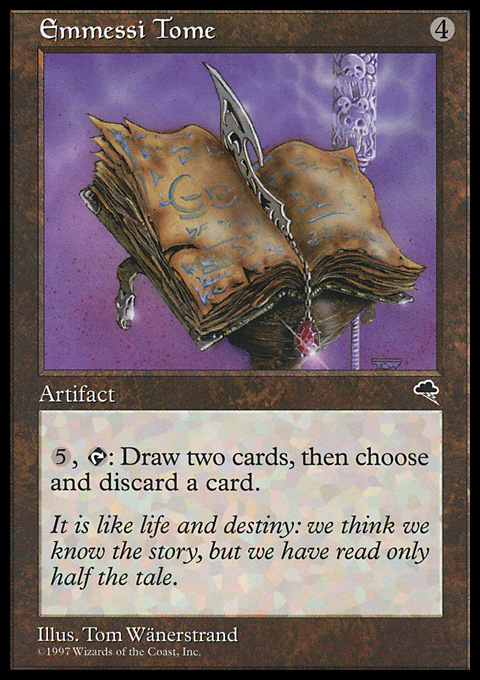 Emmessi Tome 4
Artifact
5, : Draw two cards, then choose
and discard a card.
It is like life and destiny: we think we
know the story, but we have read only
half the tale.
Illus. Tom Wänerstrand
©1997 Wizards of the Coast, Inc.